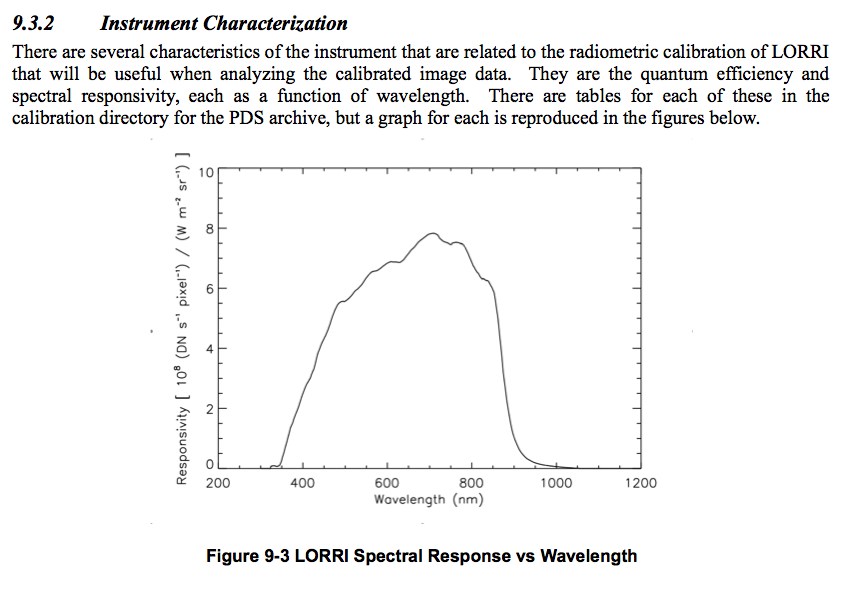 9.3.2 Instrument Characterization
There are several characteristics of the instrument that are related to the radiometric calibration of LORRI
that will be useful when analyzing the calibrated image data. They are the quantum efficiency and
spectral responsivity, each as a function of wavelength. There are tables for each of these in the
calibration directory for the PDS archive, but a graph for each is reproduced in the figures below.
Responsivity [ 10⁸ (DN s⁻¹ pixel⁻¹) / (W m⁻² sr⁻¹) ]
10
8
6
4
2
0
200 400 600 800 1000 1200
Wavelength (nm)
Figure 9-3 LORRI Spectral Response vs Wavelength